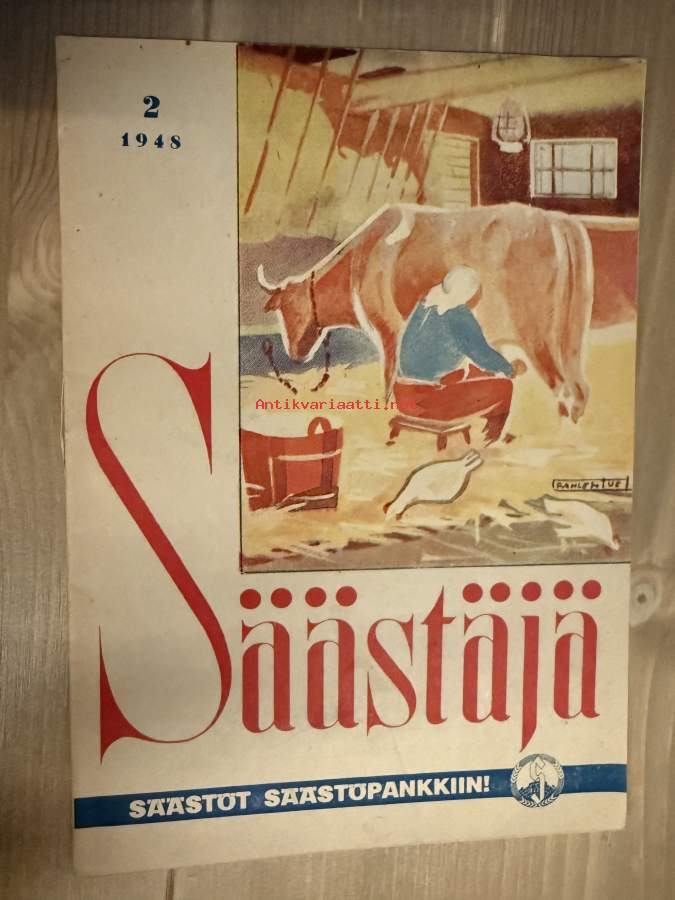 2
1948
Antikvariaatti.net
Säästäjä
SÄÄSTÖT SÄÄSTÖPANKKIIN!